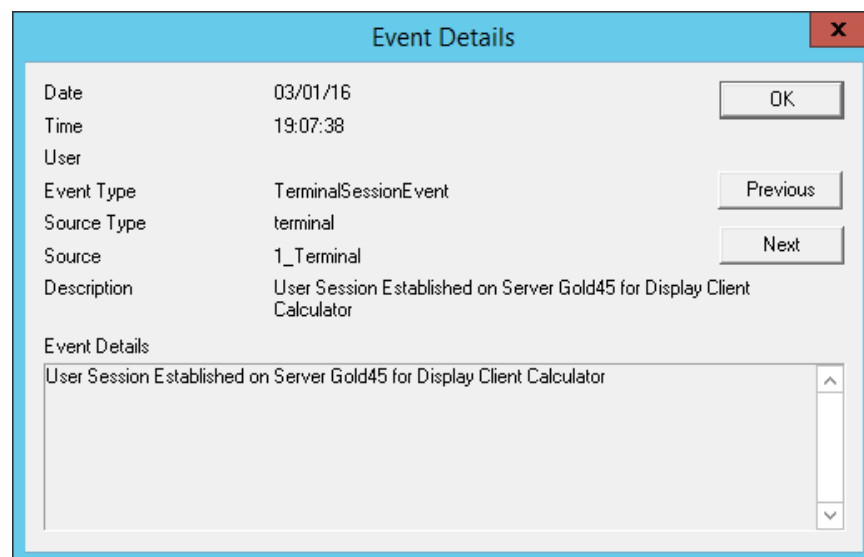 Event Details
x
Date 03/01/16
OK
Time 19:07:38
User
Event Type TerminalSessionEvent
Previous
Source Type terminal
Source 1_Terminal
Next
Description User Session Established on Server Gold45 for Display Client
Calculator
Event Details
User Session Established on Server Gold45 for Display Client Calculator